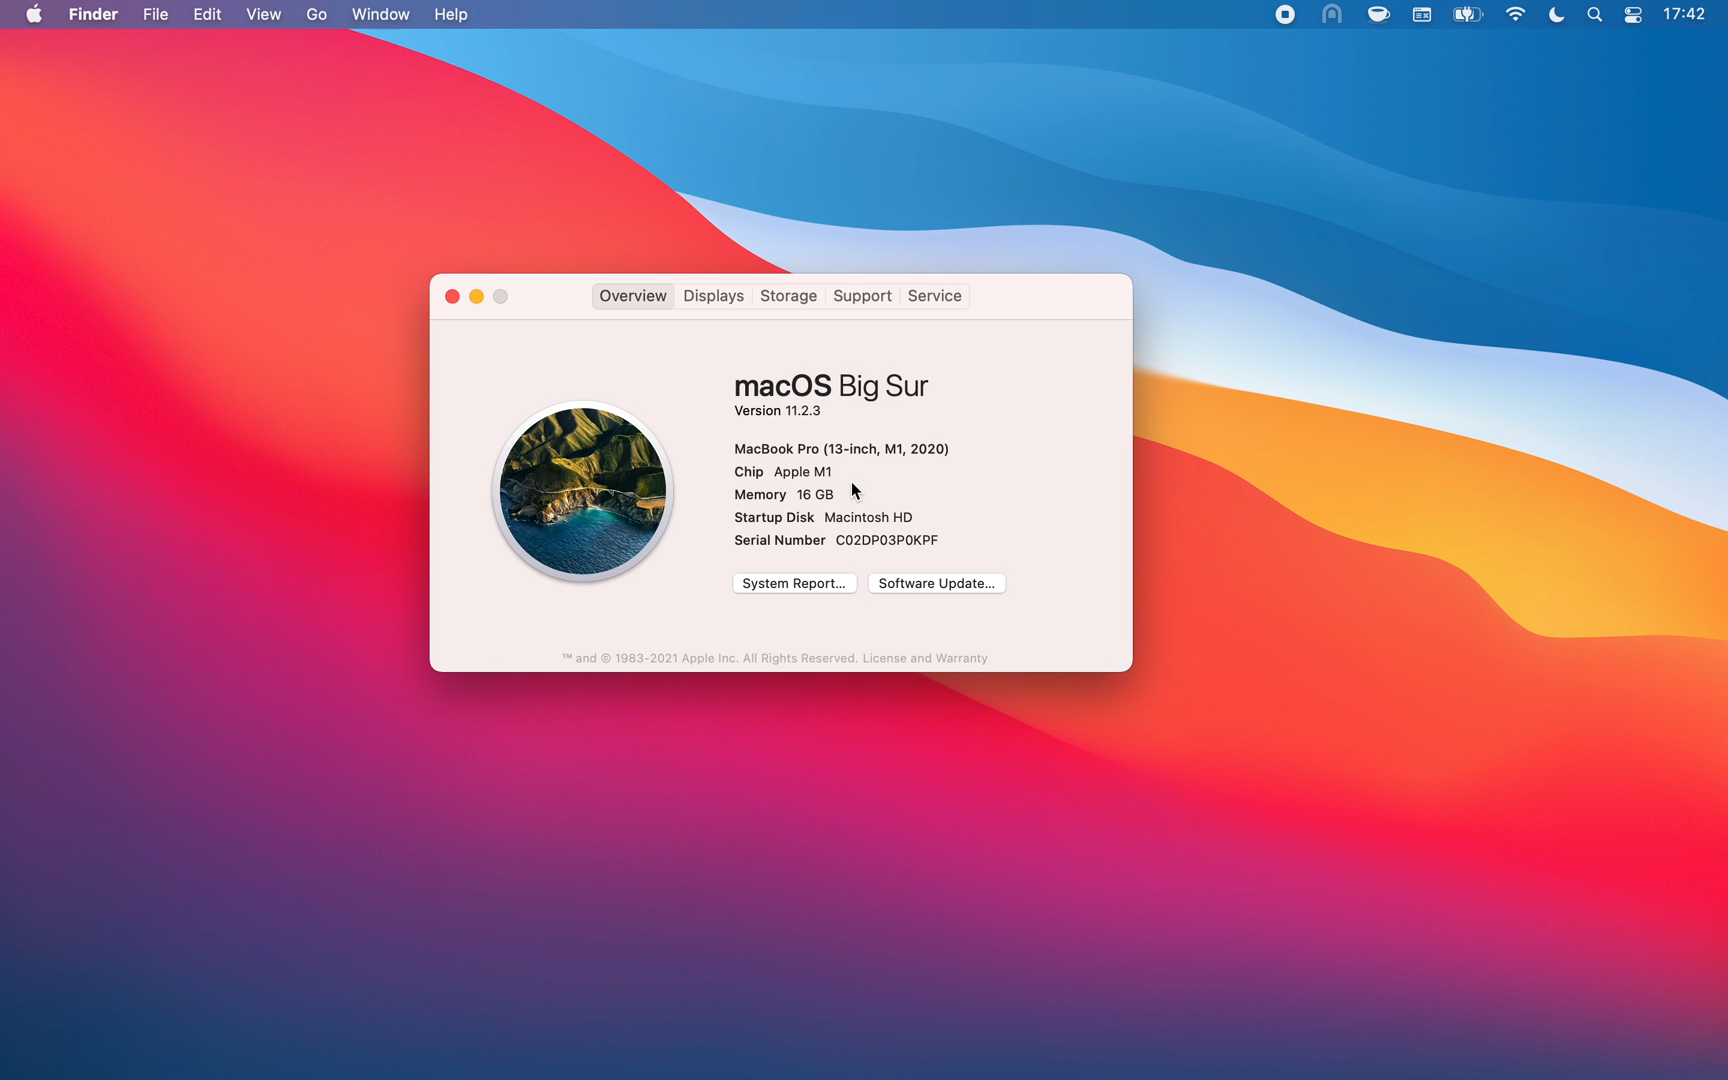 Finder File Edit View Go Window Help 17:42
Overview Displays Storage Support Service
macOS Big Sur
Version 11.2.3
MacBook Pro (13-inch, M1, 2020)
Chip Apple M1
Memory 16 GB
Startup Disk Macintosh HD
Serial Number C02DP03P0KPF
System Report... Software Update...
™ and © 1983-2021 Apple Inc. All Rights Reserved. License and Warranty